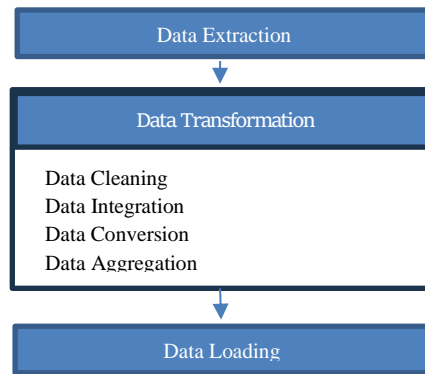 Data Extraction
Data Transformation
Data Cleaning
Data Integration
Data Conversion
Data Aggregation
Data Loading